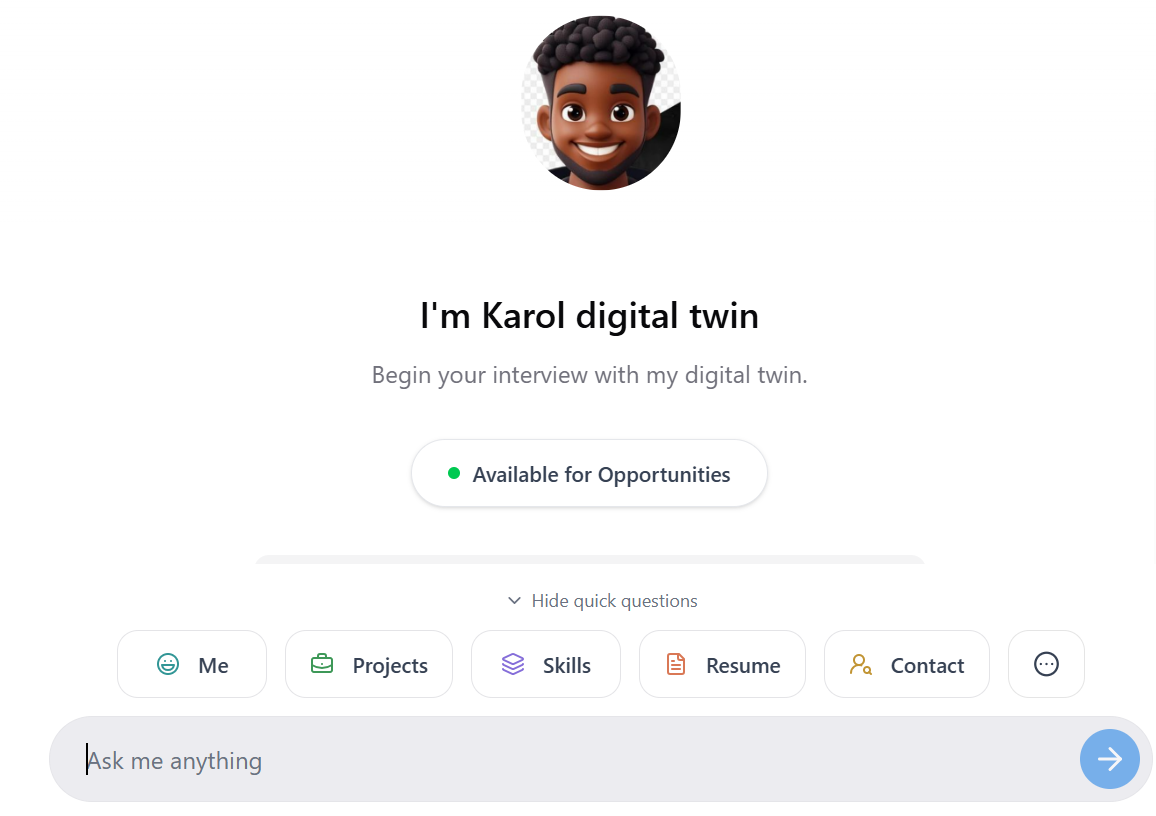 I'm Karol digital twin
Begin your interview with my digital twin.
Available for Opportunities
Hide quick questions
Me Projects Skills Resume Contact
Ask me anything